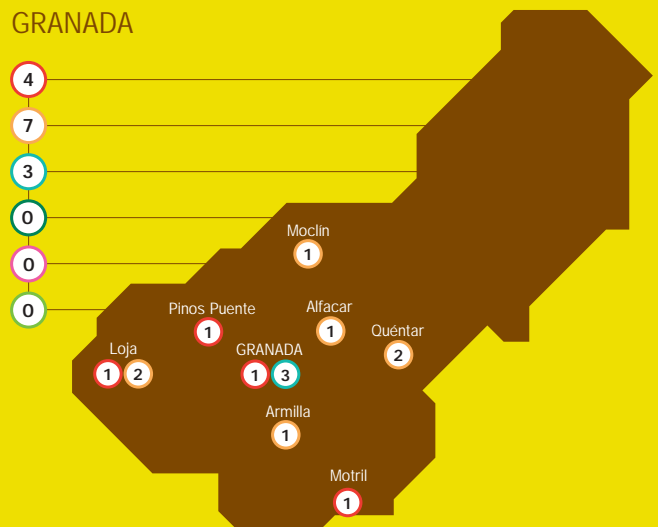 GRANADA
4
7
3
0
0
0
Moclín
1
Pinos Puente
1
Alfacar
1
Quéntar
2
Loja
1 2
GRANADA
1 3
Armilla
1
Motril
1